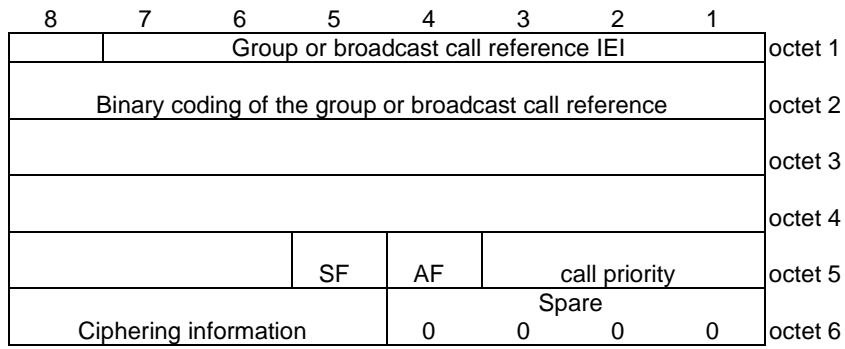 8 7 6 5 4 3 2 1
Group or broadcast call reference IEI octet 1
Binary coding of the group or broadcast call reference octet 2
octet 3
octet 4
SF AF call priority octet 5
Spare
Ciphering information 0 0 0 0 octet 6